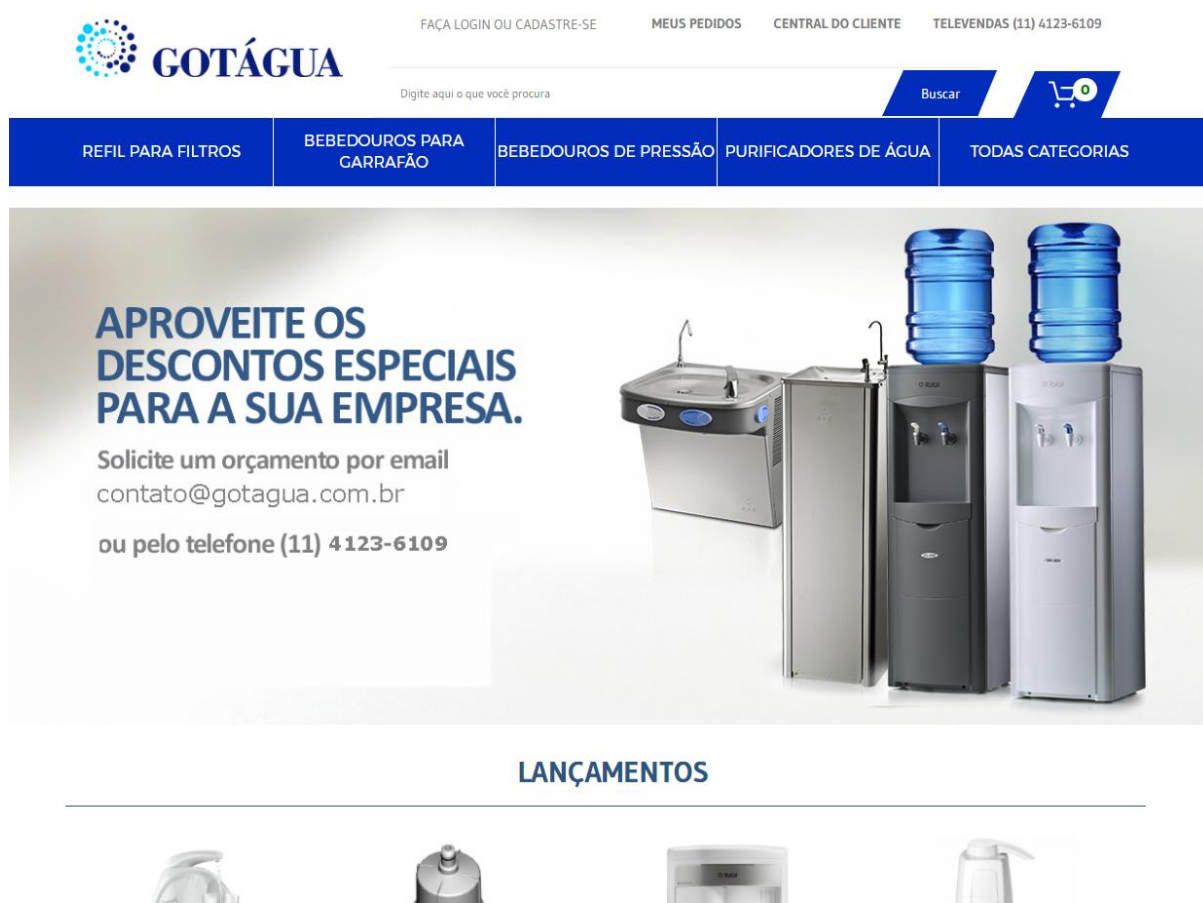 FAÇA LOGIN OU CADASTRE-SE
MEUS PEDIDOS
CENTRAL DO CLIENTE
TELEVENDAS (11) 4123-6109
GOTÁGUA
Digite aqui o que você procura
Buscar
0
REFIL PARA FILTROS
BEBEDOUROS PARA
GARRAFÃO
BEBEDOUROS DE PRESSÃO
PURIFICADORES DE ÁGUA
TODAS CATEGORIAS
APROVEITE OS
DESCONTOS ESPECIAIS
PARA A SUA EMPRESA.
Solicite um orçamento por email
contato@gotagua.com.br
ou pelo telefone (11) 4123-6109
LANÇAMENTOS